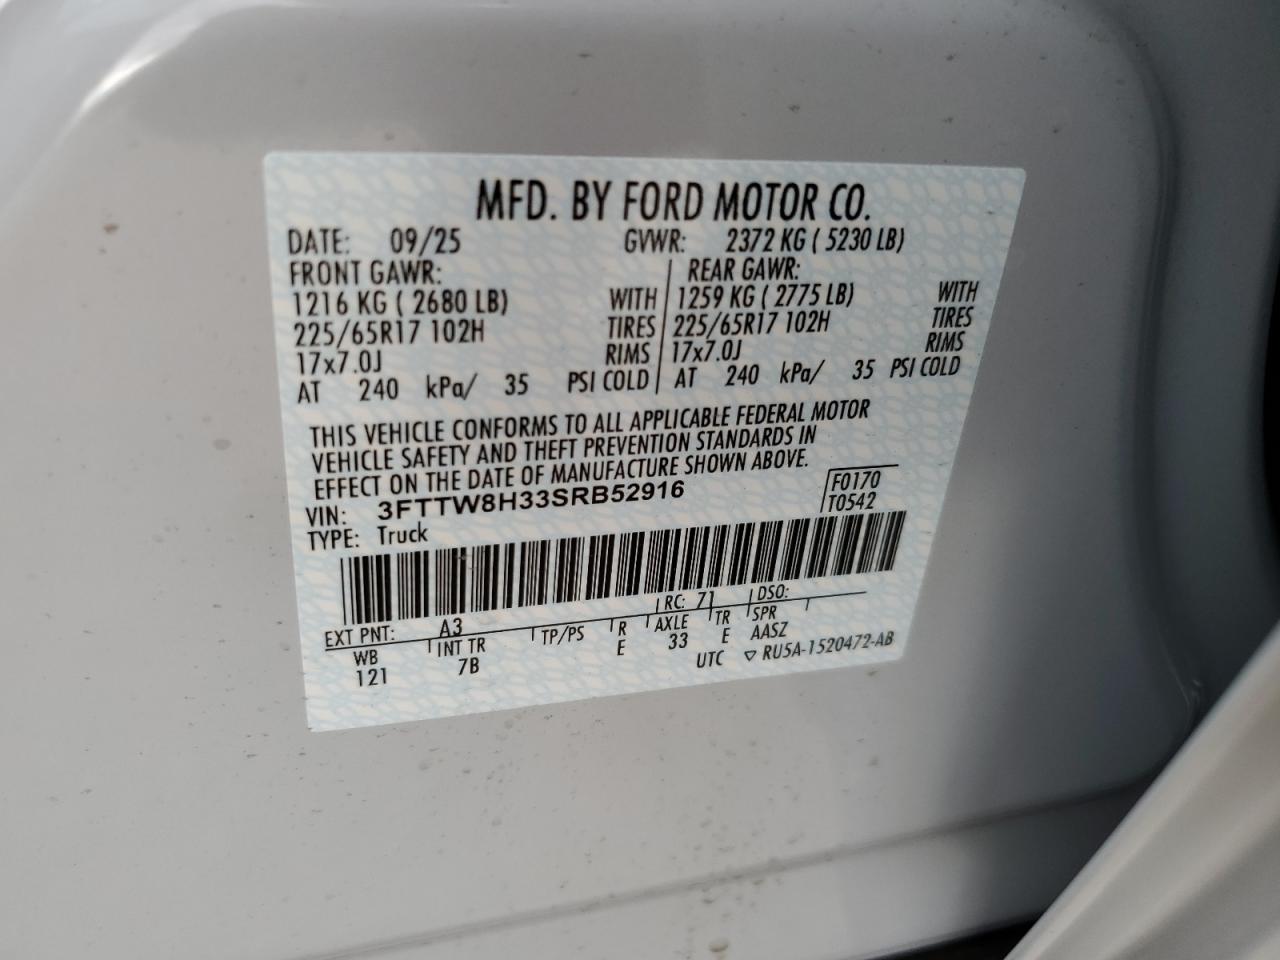 MFD. BY FORD MOTOR CO.
DATE: 09/25 GVWR: 2372 KG ( 5230 LB)
FRONT GAWR: REAR GAWR:
1216 KG ( 2680 LB) WITH 1259 KG ( 2775 LB) WITH
225/65R17 102H TIRES 225/65R17 102H TIRES
17x7.0J RIMS 17x7.0J RIMS
AT 240 kPa/ 35 PSI COLD AT 240 kPa/ 35 PSI COLD
THIS VEHICLE CONFORMS TO ALL APPLICABLE FEDERAL MOTOR
VEHICLE SAFETY AND THEFT PREVENTION STANDARDS IN
EFFECT ON THE DATE OF MANUFACTURE SHOWN ABOVE.
VIN: 3FTTW8H33SRB52916 F0170
TYPE: Truck T0542
EXT PNT: A3 RC: 71 DSO:
WB INT TR TP/PS R AXLE TR SPR
121 7B E 33 E AASZ
UTC ▽ RU5A-1520472-AB